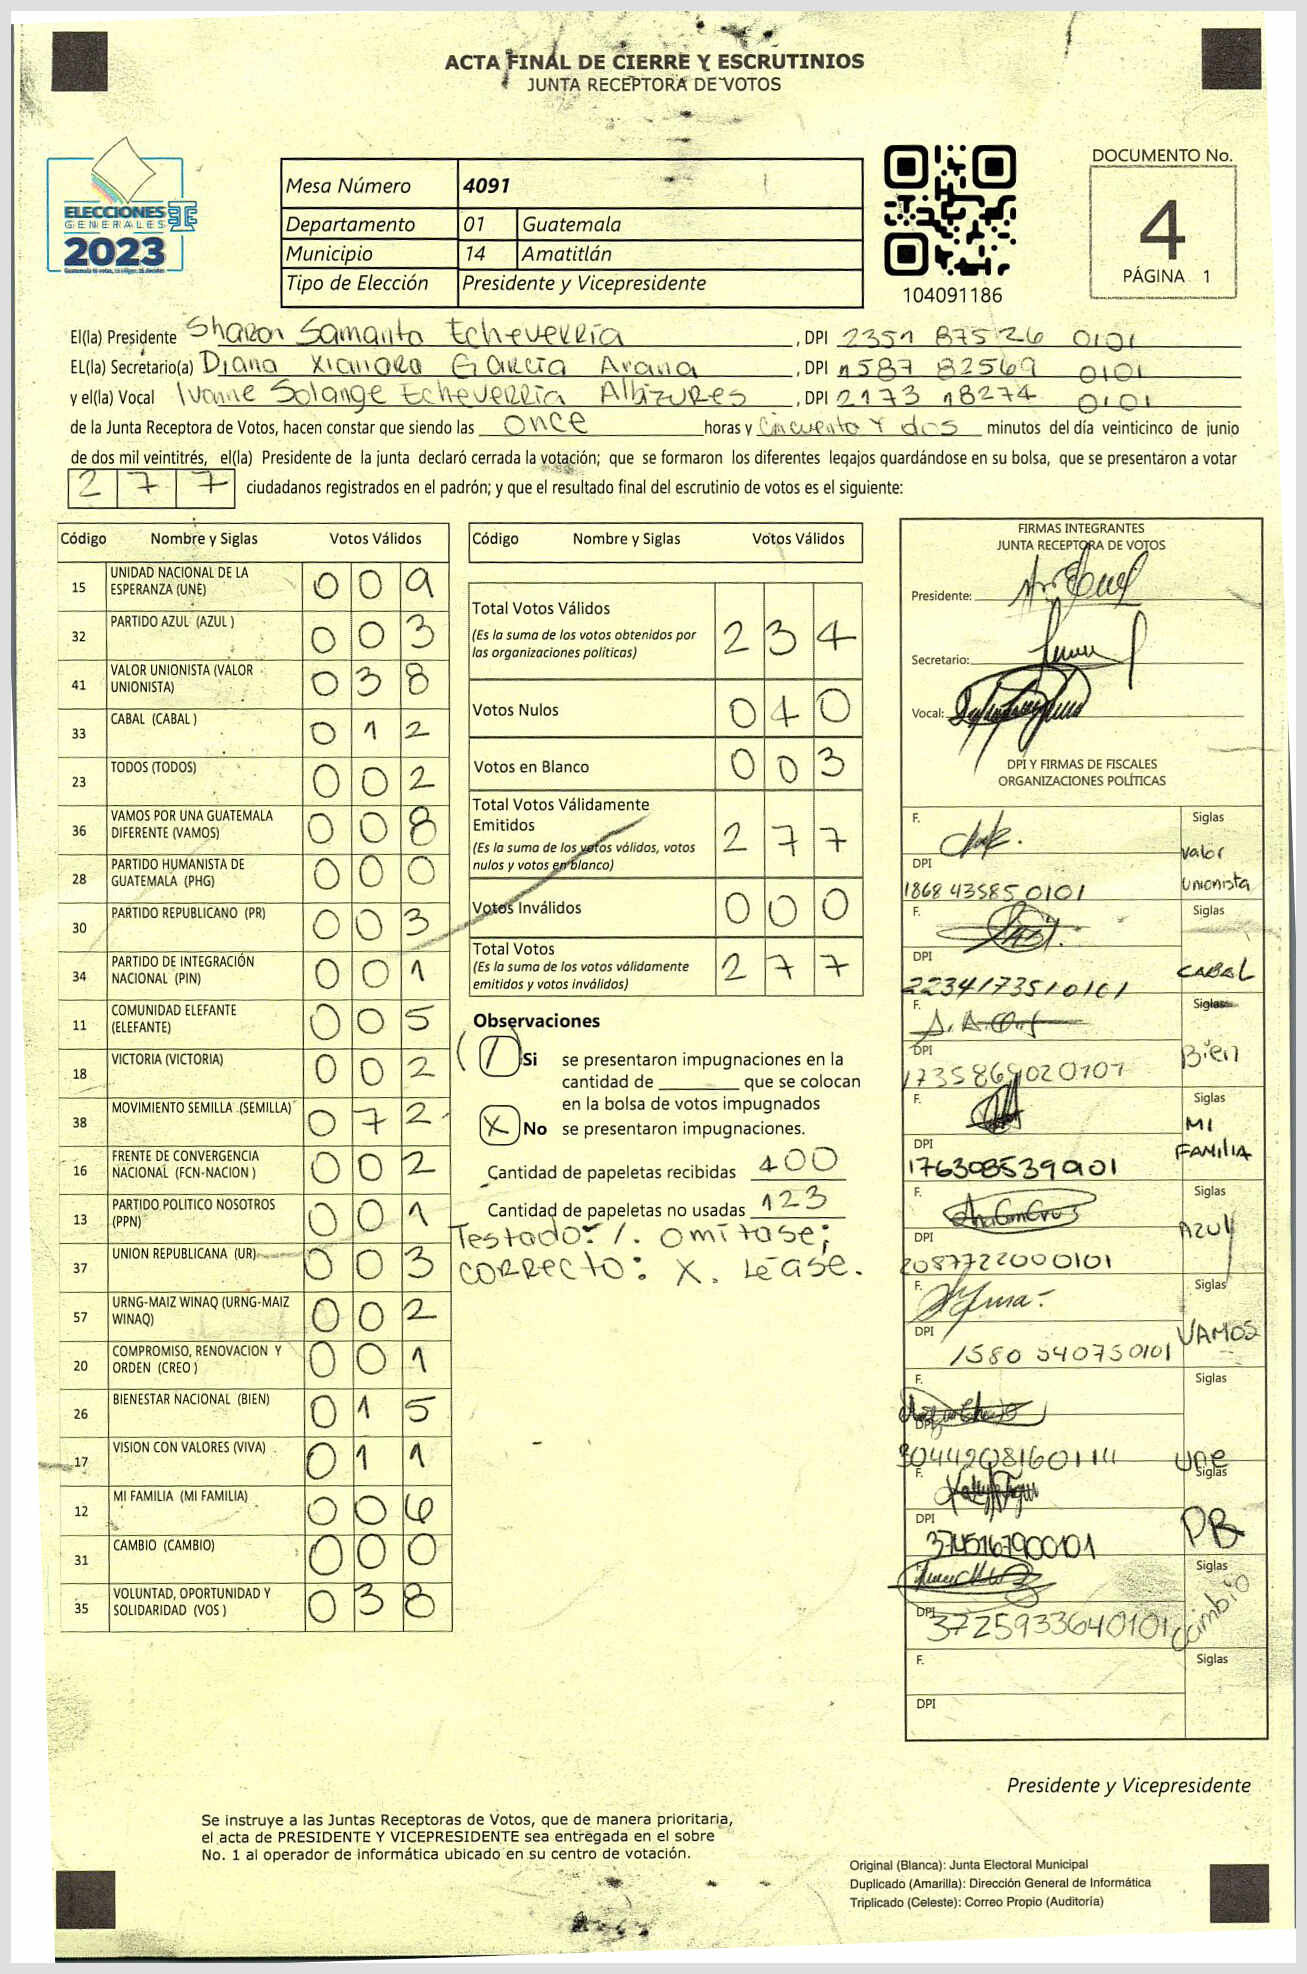 ACTA FINAL DE CIERRE Y ESCRUTINIOS
JUNTA RECEPTORA DE VOTOS
ELECCIONES
GENERALES
2023
Mesa Número 4091
Departamento 01 Guatemala
Municipio 14 Amatitlán
Tipo de Elección Presidente y Vicepresidente
104091186
DOCUMENTO No.
4
PÁGINA 1
El(la) Presidente Sharon Samanta Echeverría , DPI 2351 87526 0101
EL(la) Secretario(a) Diana Xiomara García Arana , DPI 1587 82569 0101
y el(la) Vocal Ivonne Solange Echeverría Albizures , DPI 2173 18274 0101
de la Junta Receptora de Votos, hacen constar que siendo las once horas y Cincuenta y dos minutos del día veinticinco de junio
de dos mil veintitrés, el(la) Presidente de la junta declaró cerrada la votación; que se formaron los diferentes legajos guardándose en su bolsa, que se presentaron a votar
2 7 7 ciudadanos registrados en el padrón; y que el resultado final del escrutinio de votos es el siguiente:
Código Nombre y Siglas Votos Válidos
15 UNIDAD NACIONAL DE LA ESPERANZA (UNE) 0 0 9
32 PARTIDO AZUL (AZUL ) 0 0 3
41 VALOR UNIONISTA (VALOR UNIONISTA) 0 3 8
33 CABAL (CABAL ) 0 1 2
23 TODOS (TODOS) 0 0 2
36 VAMOS POR UNA GUATEMALA DIFERENTE (VAMOS) 0 0 8
28 PARTIDO HUMANISTA DE GUATEMALA (PHG) 0 0 0
30 PARTIDO REPUBLICANO (PR) 0 0 3
34 PARTIDO DE INTEGRACIÓN NACIONAL (PIN) 0 0 1
11 COMUNIDAD ELEFANTE (ELEFANTE) 0 0 5
18 VICTORIA (VICTORIA) 0 0 2
38 MOVIMIENTO SEMILLA (SEMILLA) 0 7 2
16 FRENTE DE CONVERGENCIA NACIONAL (FCN-NACION ) 0 0 2
13 PARTIDO POLITICO NOSOTROS (PPN) 0 0 1
37 UNION REPUBLICANA (UR) 0 0 3
57 URNG-MAIZ WINAQ (URNG-MAIZ WINAQ) 0 0 2
20 COMPROMISO, RENOVACION Y ORDEN (CREO ) 0 0 1
26 BIENESTAR NACIONAL (BIEN) 0 1 5
17 VISION CON VALORES (VIVA) 0 1 1
12 MI FAMILIA (MI FAMILIA) 0 0 6
31 CAMBIO (CAMBIO) 0 0 0
35 VOLUNTAD, OPORTUNIDAD Y SOLIDARIDAD (VOS ) 0 3 8
Código Nombre y Siglas Votos Válidos
Total Votos Válidos 2 3 4
(Es la suma de los votos obtenidos por
las organizaciones políticas)
Votos Nulos 0 4 0
Votos en Blanco 0 0 3
Total Votos Válidamente
Emitidos 2 7 7
(Es la suma de los votos válidos, votos
nulos y votos en blanco)
Votos Inválidos 0 0 0
Total Votos 2 7 7
(Es la suma de los votos válidamente
emitidos y votos inválidos)
Observaciones
(/) Si se presentaron impugnaciones en la
cantidad de ________ que se colocan
en la bolsa de votos impugnados
X No se presentaron impugnaciones.
Cantidad de papeletas recibidas 400
Cantidad de papeletas no usadas 123
Testado: /. omítase;
correcto: X. Léase.
FIRMAS INTEGRANTES
JUNTA RECEPTORA DE VOTOS
Presidente:
Secretario:
Vocal:
DPI Y FIRMAS DE FISCALES
ORGANIZACIONES POLÍTICAS
F. Siglas
Valor
Unionista
DPI
1868 43585 0101
F. Siglas
CABAL
DPI
2234173510101
F. Siglas
Bien
DPI
1735869020101
F. Siglas
MI
FAMILIA
DPI
1763085390101
F. Siglas
AZUL
DPI
2087722000101
F. Siglas
VAMOS
DPI
1580 540750101
F. Siglas
une
DPI
3044208160114
F. Siglas
PR
DPI
3745167900101
F. Siglas
Cambio
DPI
3725933640101
F. Siglas
DPI
Presidente y Vicepresidente
Se instruye a las Juntas Receptoras de Votos, que de manera prioritaria,
el acta de PRESIDENTE Y VICEPRESIDENTE sea entregada en el sobre
No. 1 al operador de informática ubicado en su centro de votación.
Original (Blanca): Junta Electoral Municipal
Duplicado (Amarilla): Dirección General de Informática
Triplicado (Celeste): Correo Propio (Auditoría)